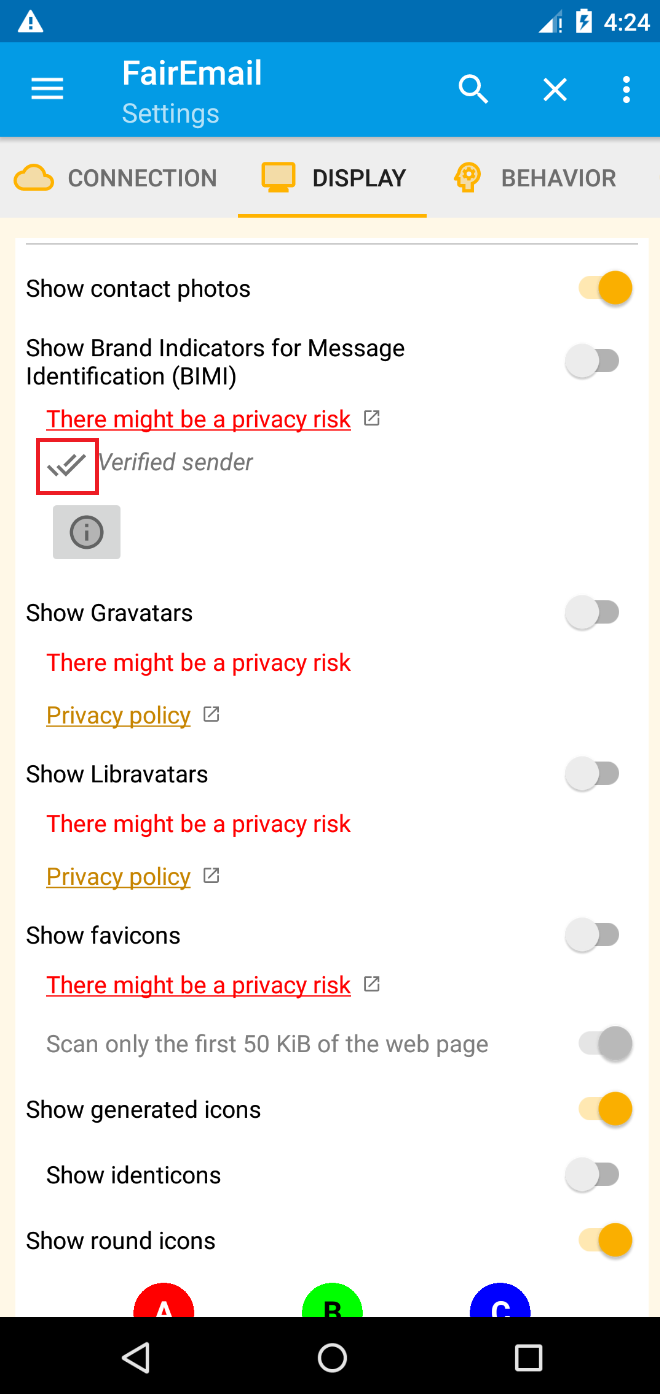 4:24
FairEmail
Settings
CONNECTION
DISPLAY
BEHAVIOR
Show contact photos
Show Brand Indicators for Message
Identification (BIMI)
There might be a privacy risk
Verified sender
Show Gravatars
There might be a privacy risk
Privacy policy
Show Libravatars
There might be a privacy risk
Privacy policy
Show favicons
There might be a privacy risk
Scan only the first 50 KiB of the web page
Show generated icons
Show identicons
Show round icons
A
B
C